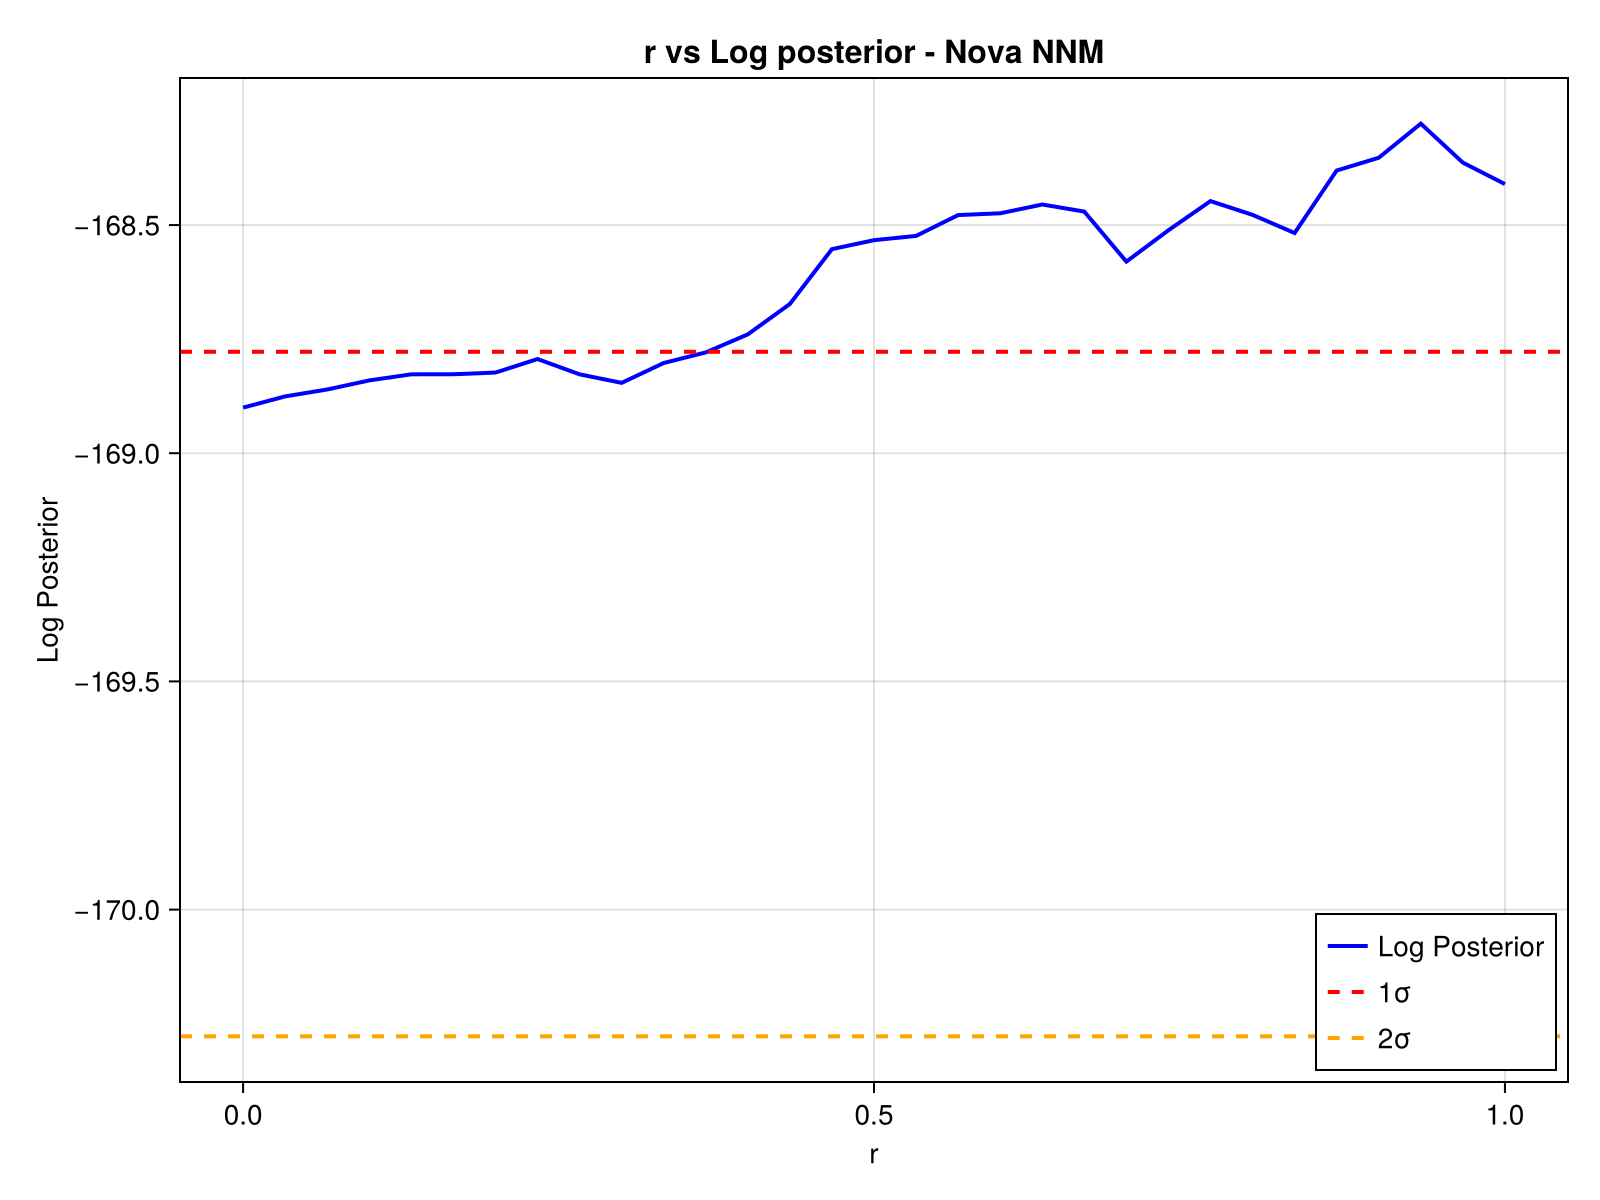 r vs Log posterior - Nova NNM
Log Posterior
−168.5
−169.0
−169.5
−170.0
0.0
0.5
1.0
r
Log Posterior
1σ
2σ